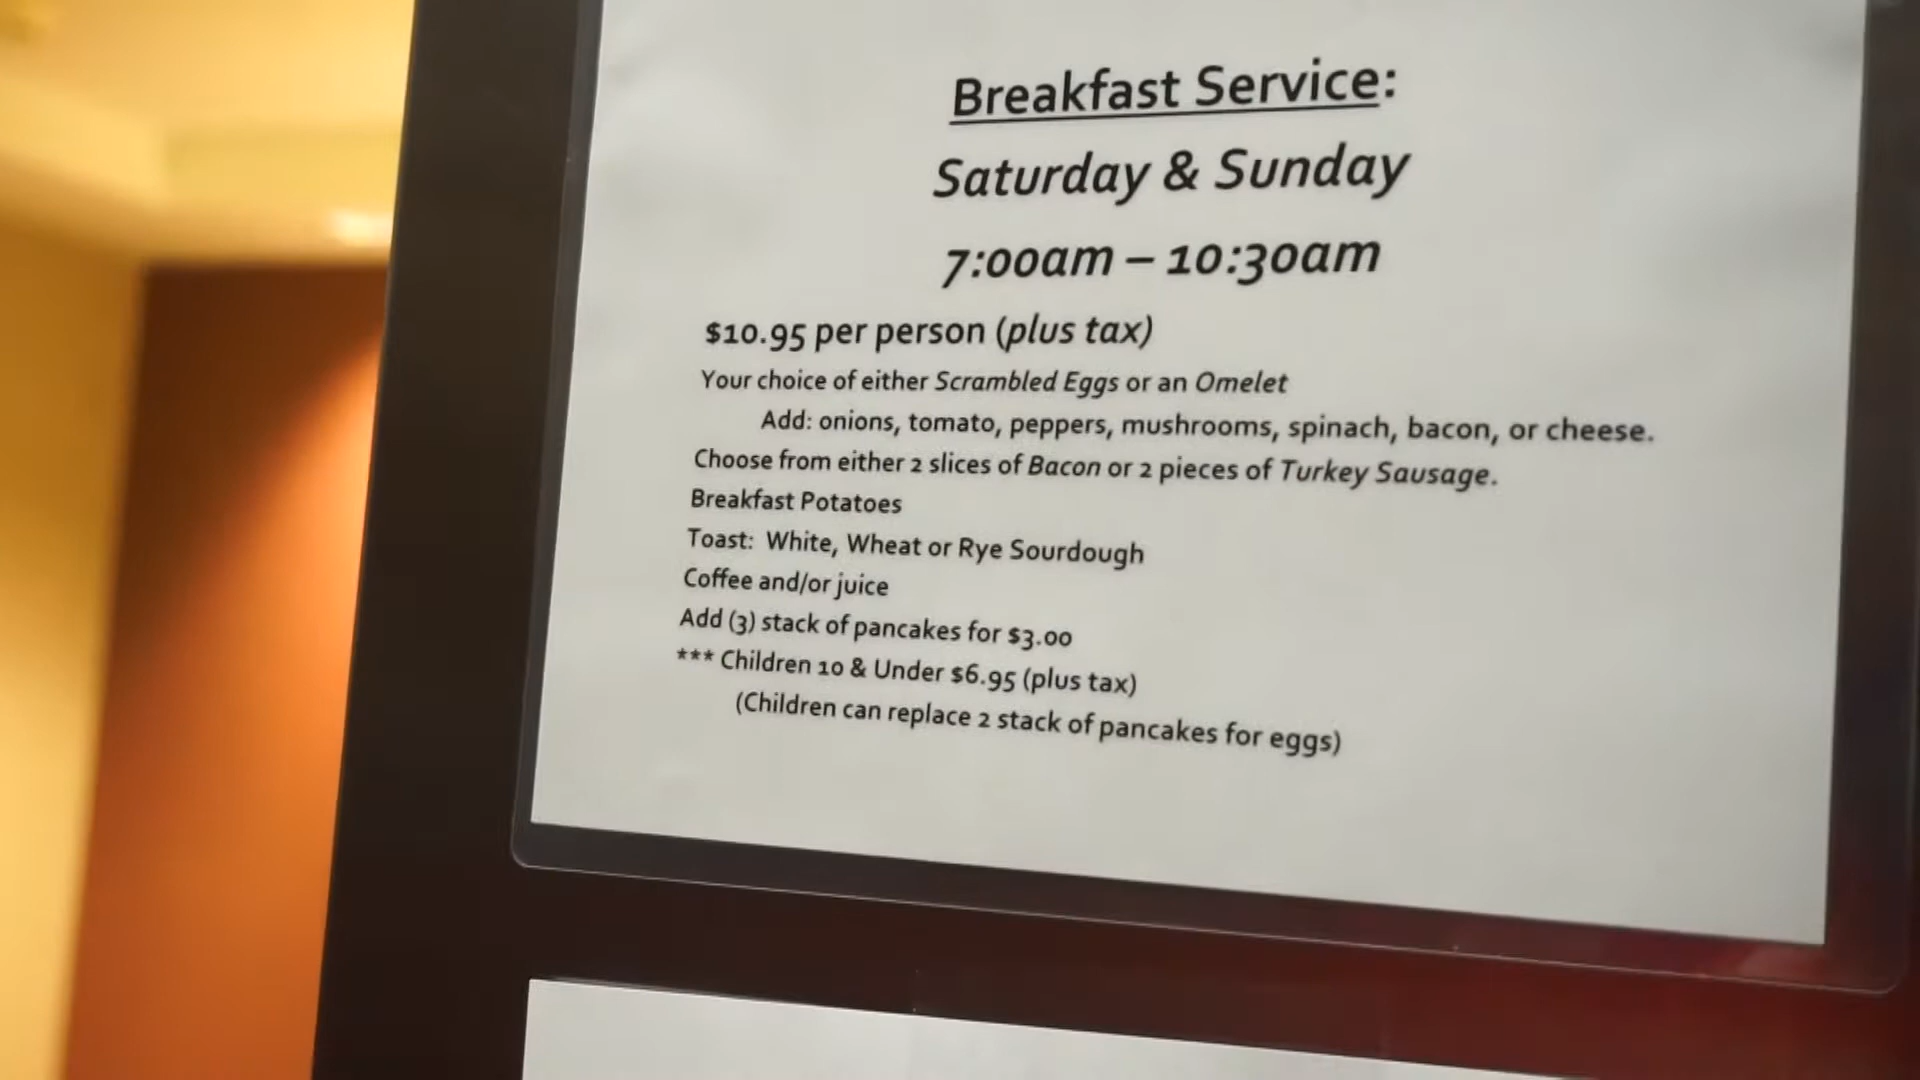 Breakfast Service:
Saturday & Sunday
7:00am – 10:30am
$10.95 per person (plus tax)
Your choice of either Scrambled Eggs or an Omelet
Add: onions, tomato, peppers, mushrooms, spinach, bacon, or cheese.
Choose from either 2 slices of Bacon or 2 pieces of Turkey Sausage.
Breakfast Potatoes
Toast: White, Wheat or Rye Sourdough
Coffee and/or juice
Add (3) stack of pancakes for $3.00
*** Children 10 & Under $6.95 (plus tax)
(Children can replace 2 stack of pancakes for eggs)